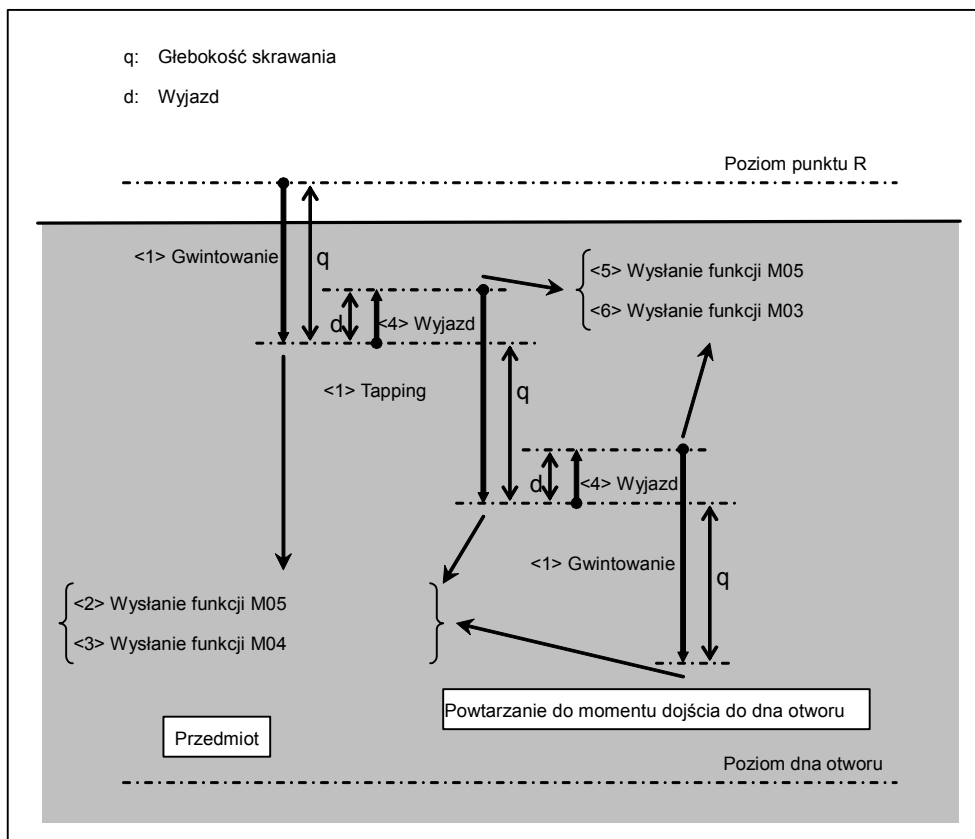 q: Głebokość skrawania
d: Wyjazd
Poziom punktu R
<1> Gwintowanie
q
<5> Wysłanie funkcji M05
<6> Wysłanie funkcji M03
d
<4> Wyjazd
<1> Tapping
q
d
<4> Wyjazd
<1> Gwintowanie
q
<2> Wysłanie funkcji M05
<3> Wysłanie funkcji M04
Powtarzanie do momentu dojścia do dna otworu
Przedmiot
Poziom dna otworu